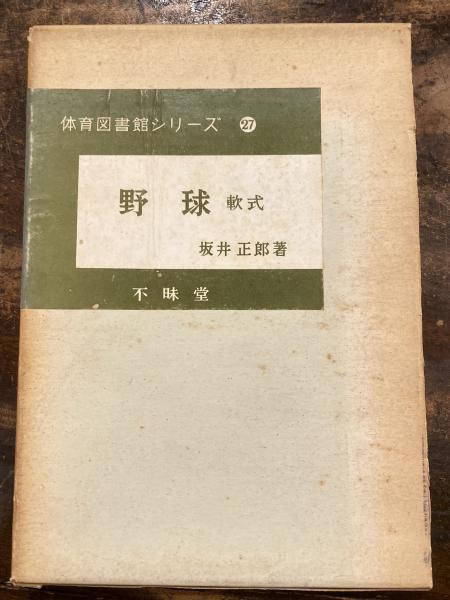 体育図書館シリーズ ㉗
野球 軟式
坂井正郎著
不昧堂